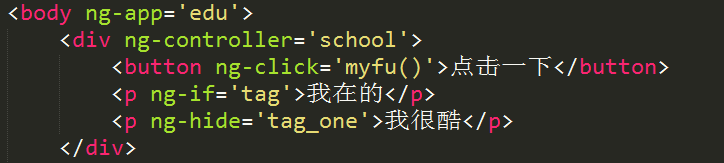 <body ng-app='edu'>
<div ng-controller='school'>
<button ng-click='myfu()'>点击一下</button>
<p ng-if='tag'>我在的</p>
<p ng-hide='tag_one'>我很酷</p>
</div>